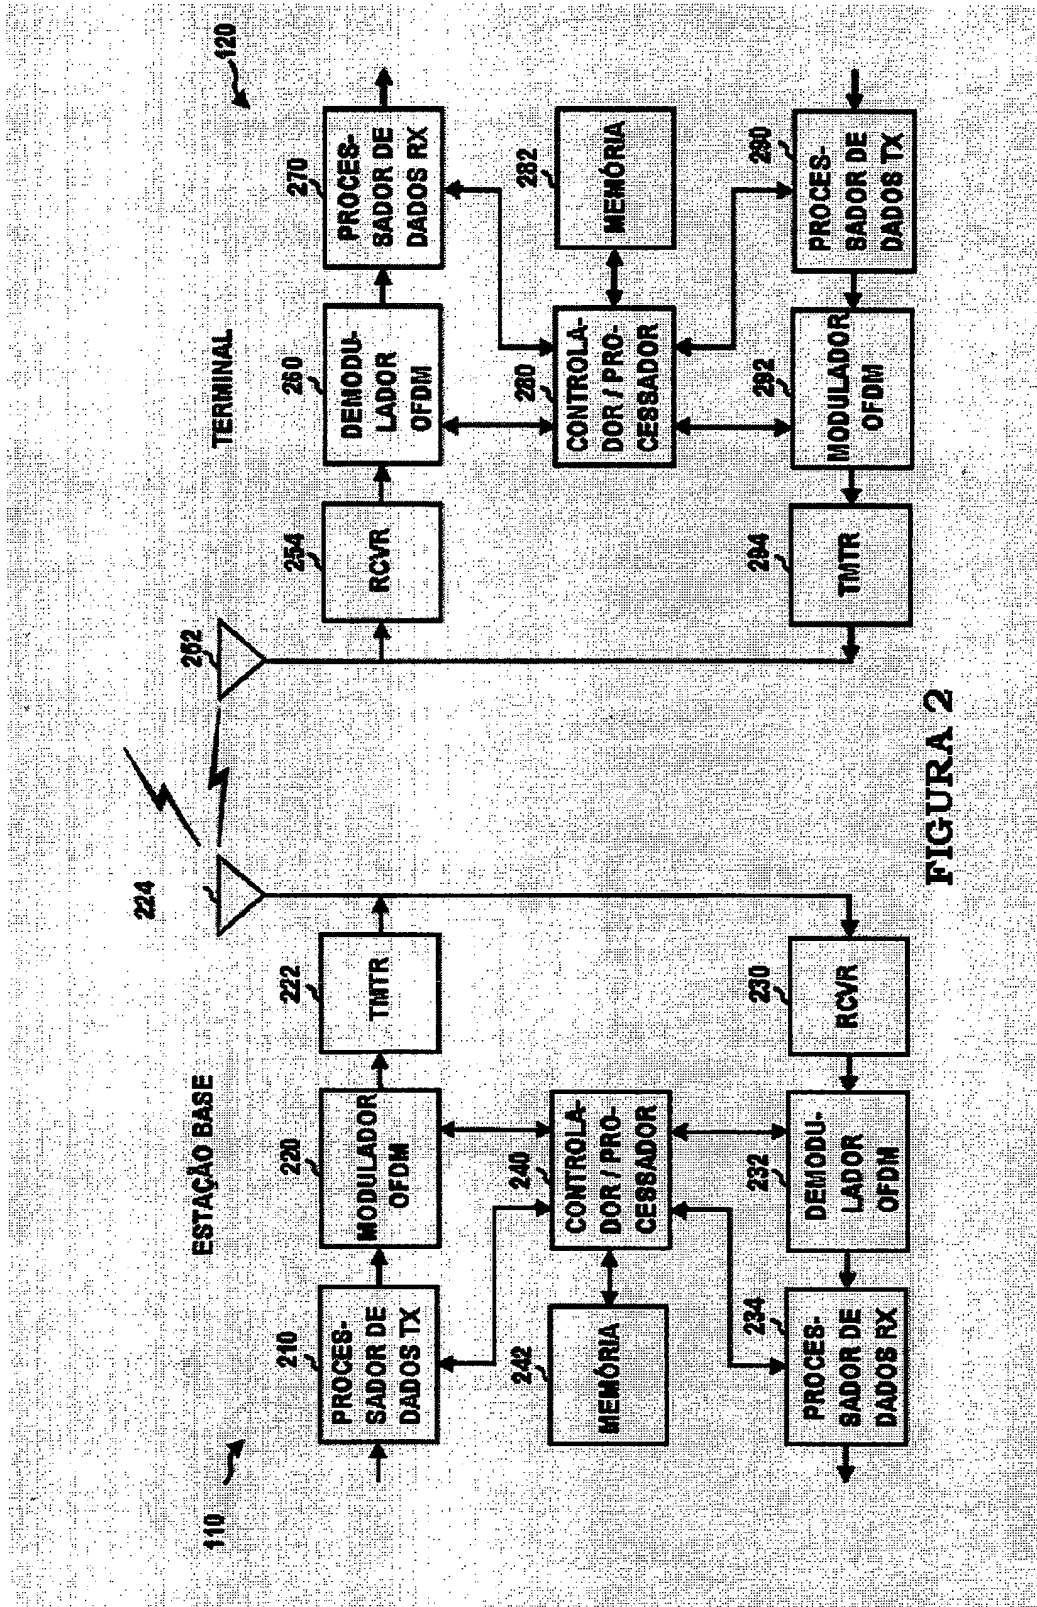 110
ESTAÇÃO BASE
TERMINAL
120
210
PROCES-
SADOR DE
DADOS TX
220
MODULADOR
OFDM
222
TMTR
224
252
254
RCVR
260
DEMODU-
LADOR
OFDM
270
PROCES-
SADOR DE
DADOS RX
242
MEMÓRIA
240
CONTROLA-
DOR / PRO-
CESSADOR
280
CONTROLA-
DOR / PRO-
CESSADOR
282
MEMÓRIA
234
PROCES-
SADOR DE
DADOS RX
232
DEMODU-
LADOR
OFDM
230
RCVR
294
TMTR
292
MODULADOR
OFDM
290
PROCES-
SADOR DE
DADOS TX
FIGURA 2